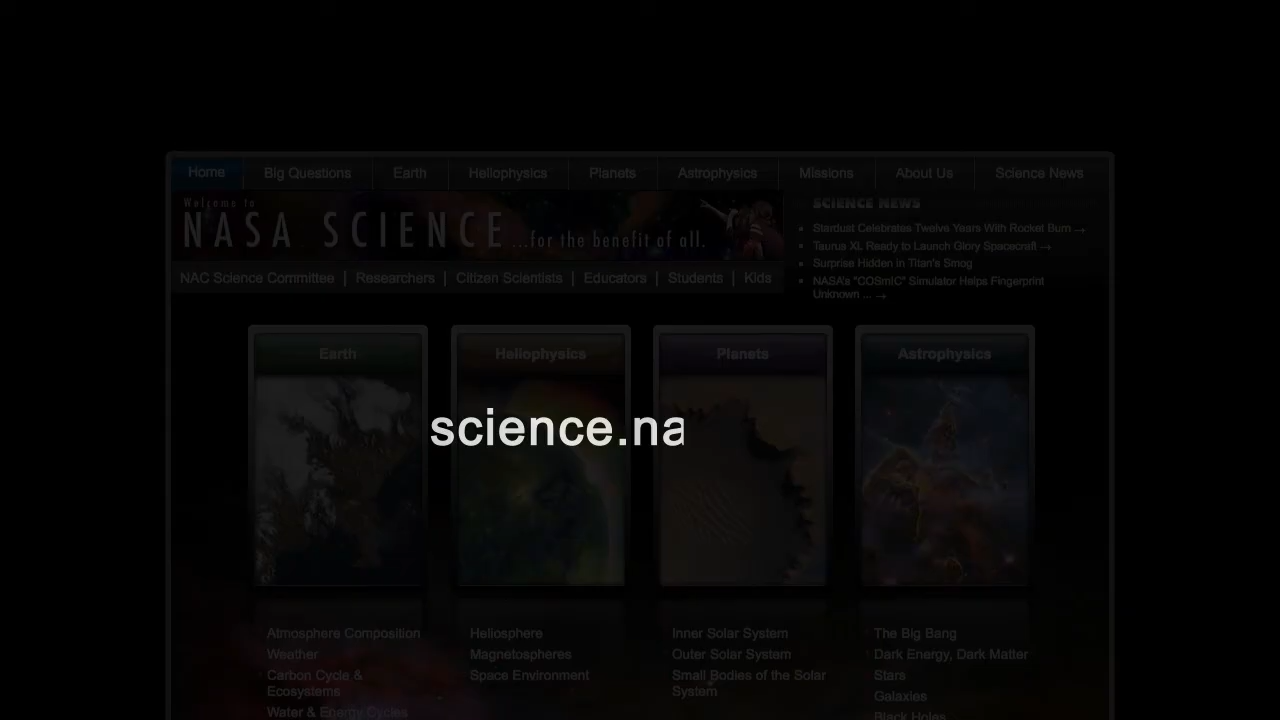 Home Big Questions Earth Heliophysics Planets Astrophysics Missions About Us Science News
Welcome to
NASA SCIENCE ...for the benefit of all.
NAC Science Committee | Researchers | Citizen Scientists | Educators | Students | Kids
SCIENCE NEWS
Stardust Celebrates Twelve Years With Rocket Burn →
Taurus XL Ready to Launch Glory Spacecraft →
Surprise Hidden in Titan's Smog
NASA's "COSmIC" Simulator Helps Fingerprint
Unknown ... →
Earth
Heliophysics
Planets
Astrophysics
science.na
Atmosphere Composition
Weather
Carbon Cycle &
Ecosystems
Water & Energy Cycles
Heliosphere
Magnetospheres
Space Environment
Inner Solar System
Outer Solar System
Small Bodies of the Solar
System
The Big Bang
Dark Energy, Dark Matter
Stars
Galaxies
Black Holes